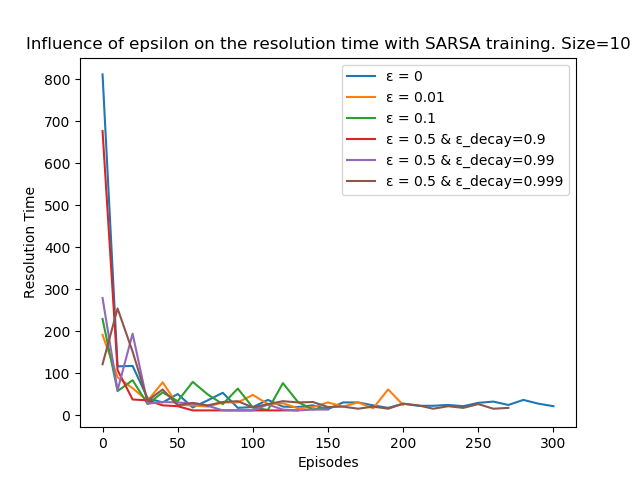 Influence of epsilon on the resolution time with SARSA training. Size=10
800
700
600
500
400
300
200
100
0
Resolution Time
ε = 0
ε = 0.01
ε = 0.1
ε = 0.5 & ε_decay=0.9
ε = 0.5 & ε_decay=0.99
ε = 0.5 & ε_decay=0.999
0 50 100 150 200 250 300
Episodes